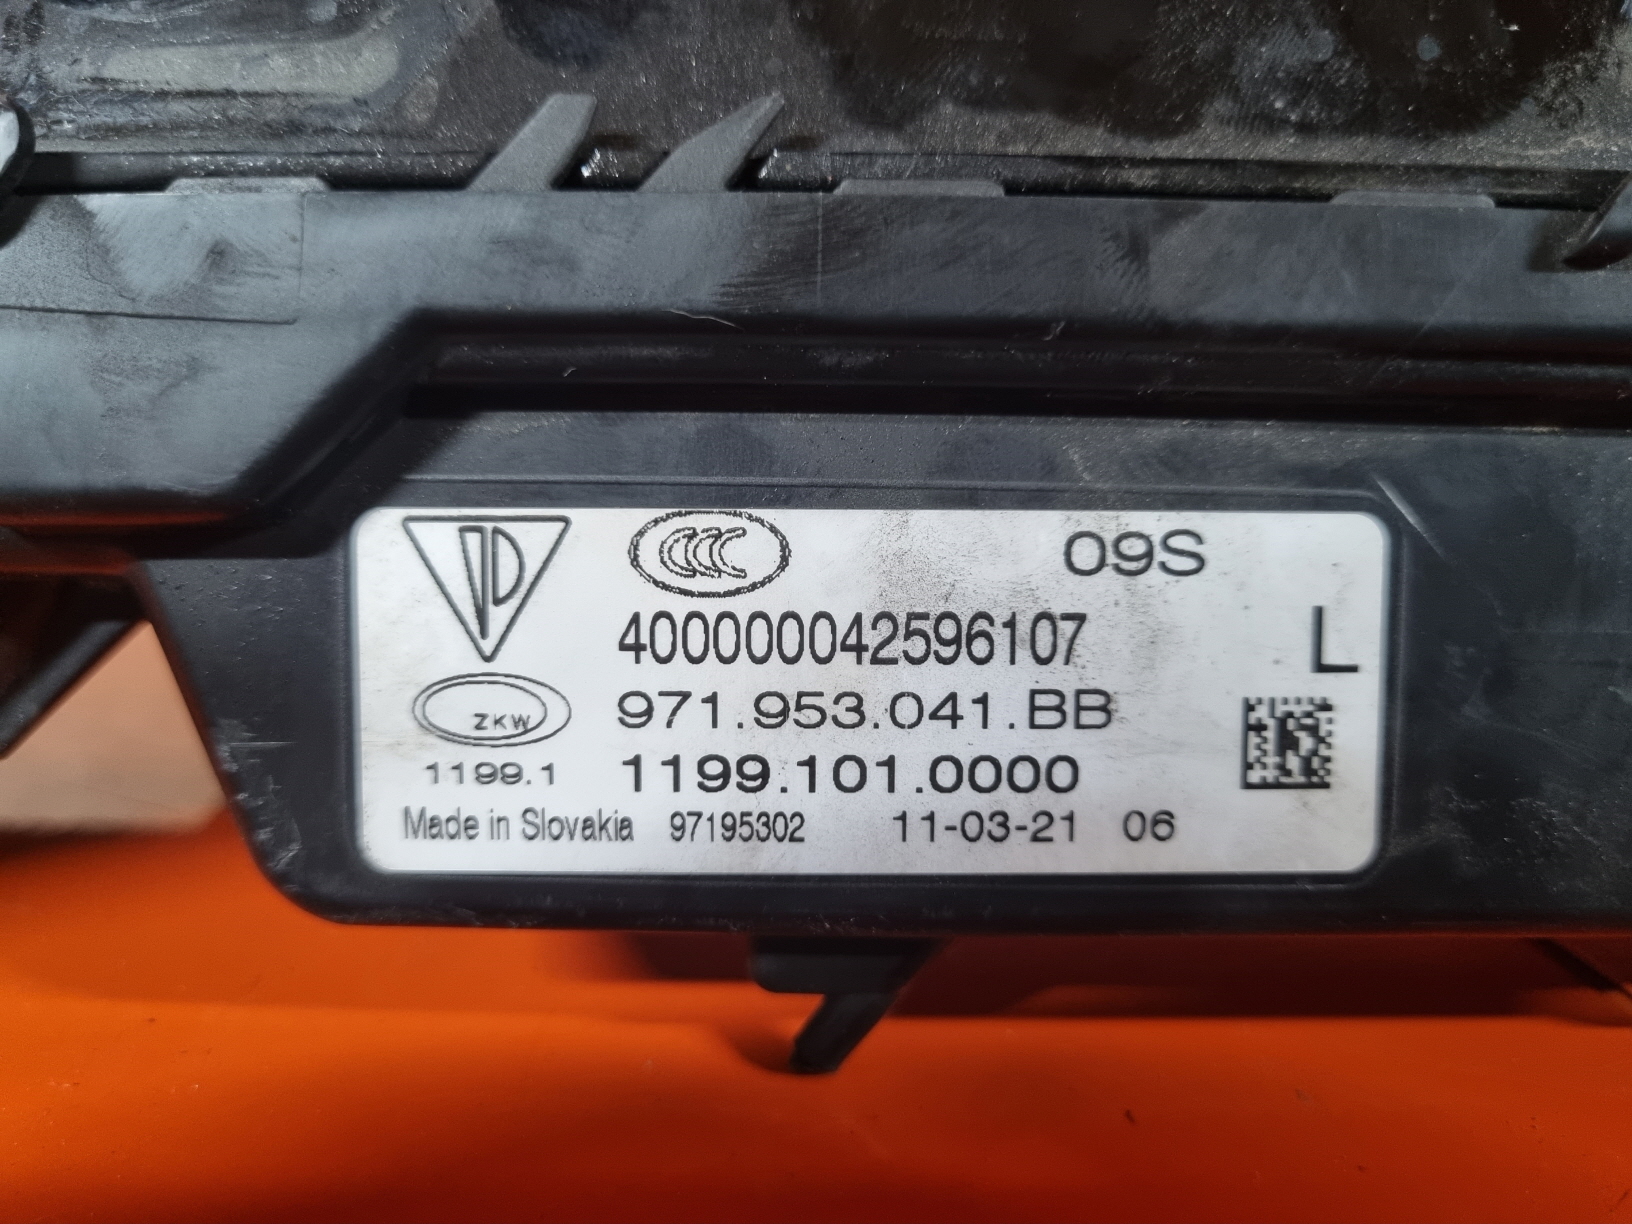 CCC 09S
400000042596107
L
ZKW 971.953.041.BB
1199.1 1199.101.0000
Made in Slovakia 97195302 11-03-21 06